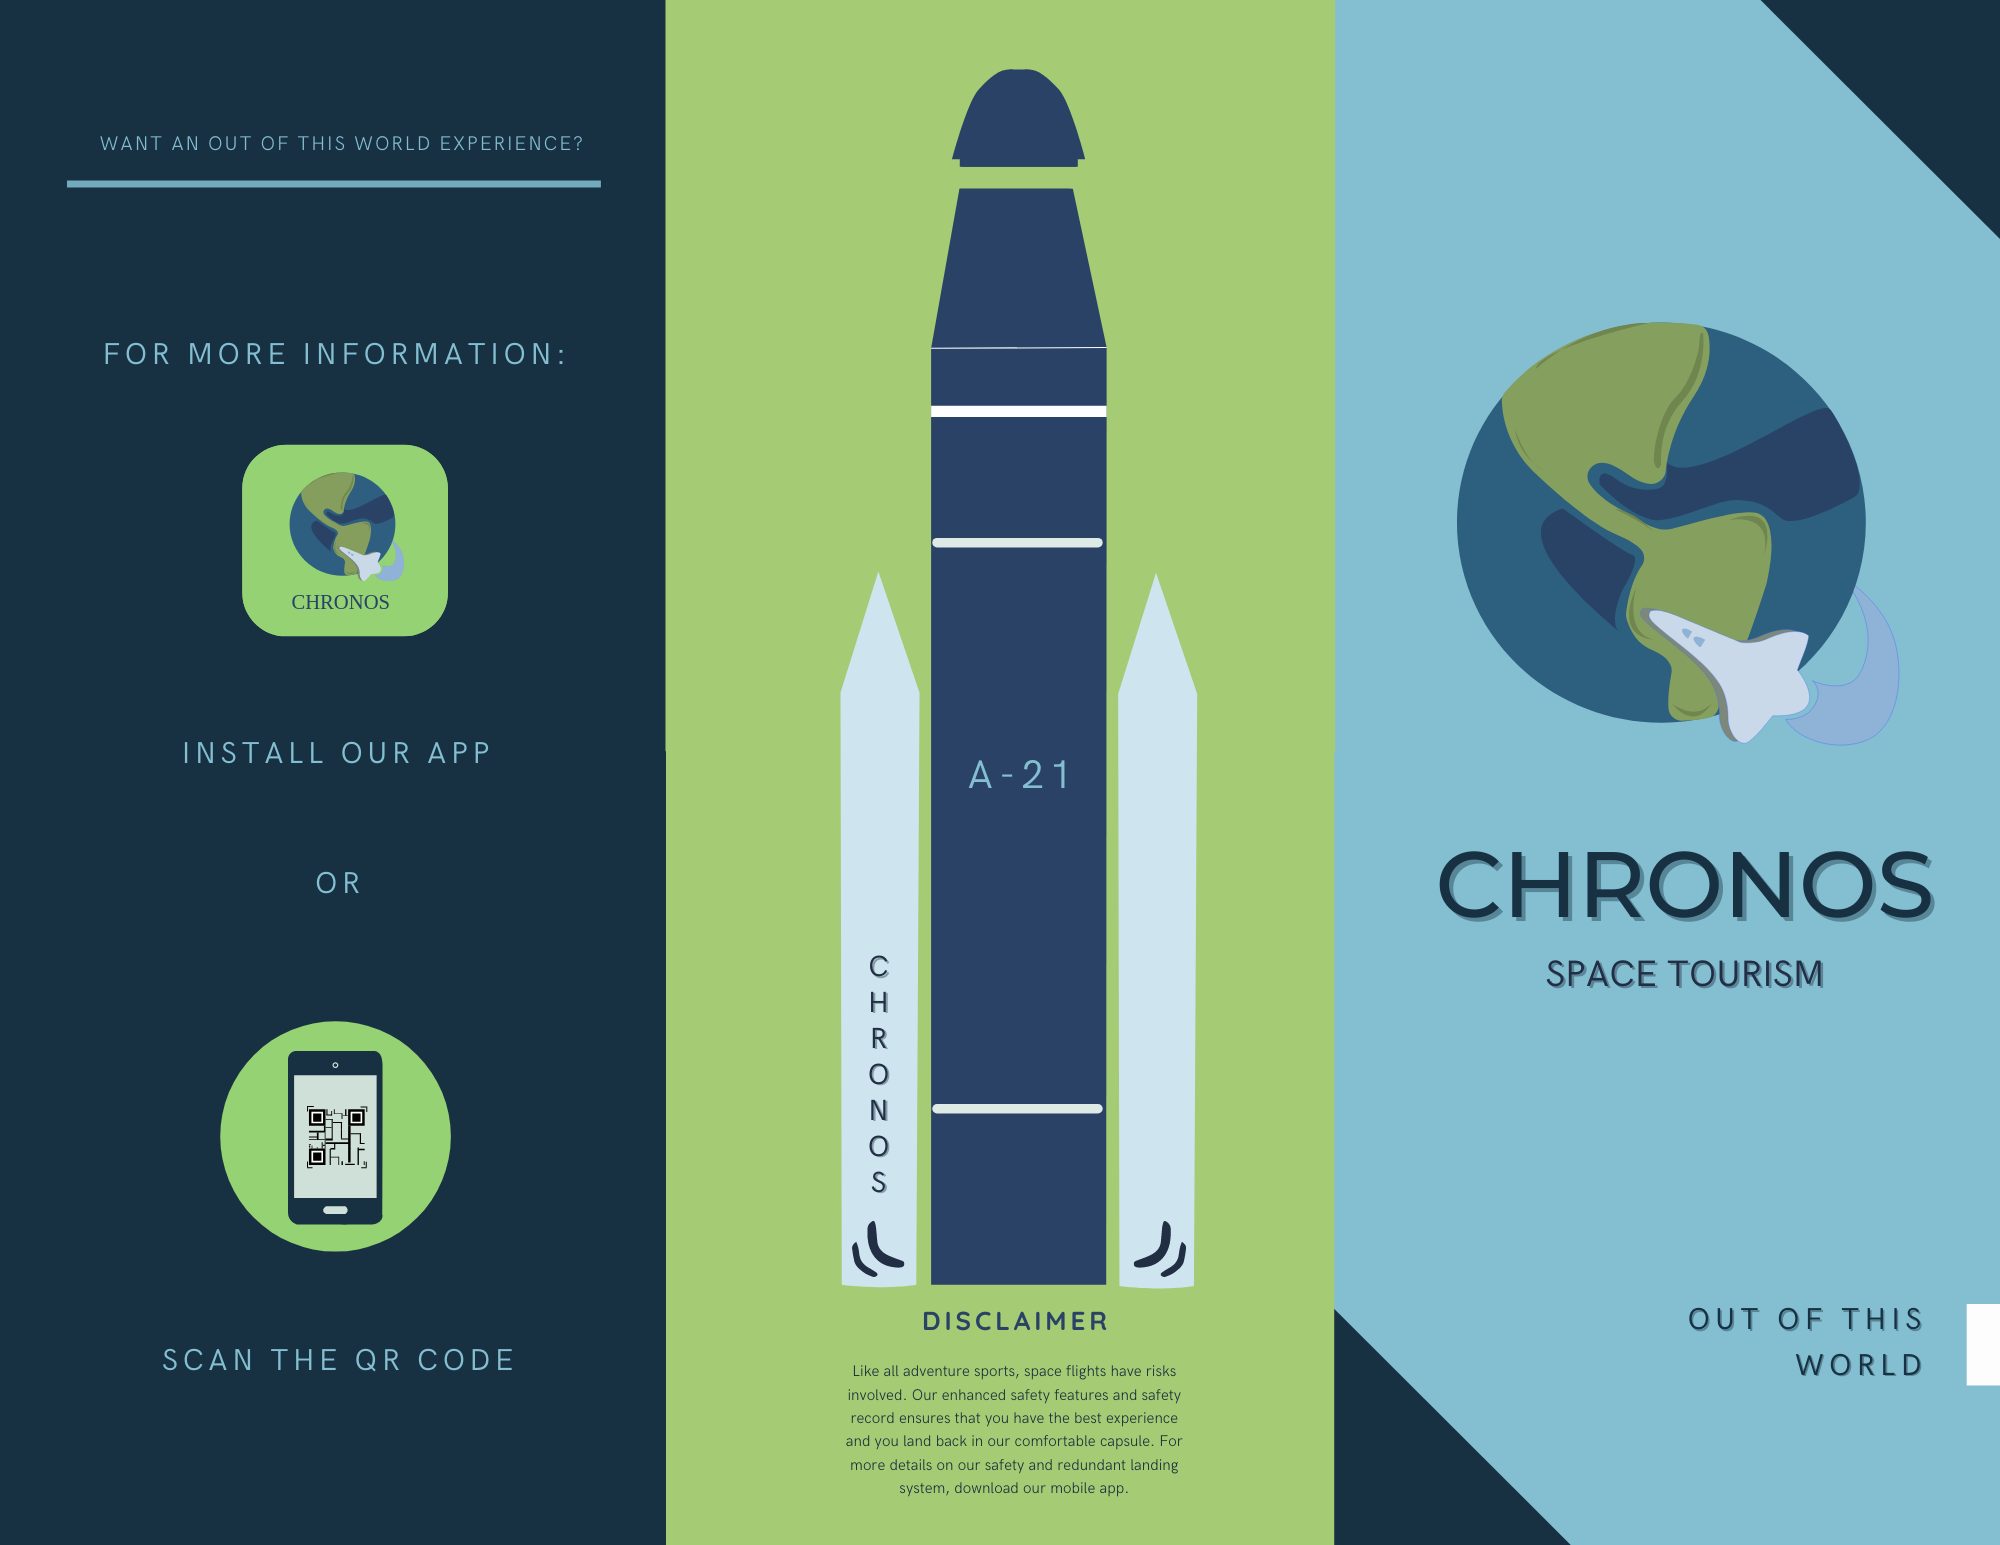 WANT AN OUT OF THIS WORLD EXPERIENCE?
FOR MORE INFORMATION:
CHRONOS
INSTALL OUR APP
OR
SCAN THE QR CODE
A-21
C
H
R
O
N
O
S
DISCLAIMER
Like all adventure sports, space flights have risks
involved. Our enhanced safety features and safety
record ensures that you have the best experience
and you land back in our comfortable capsule. For
more details on our safety and redundant landing
system, download our mobile app.
CHRONOS
SPACE TOURISM
OUT OF THIS
WORLD